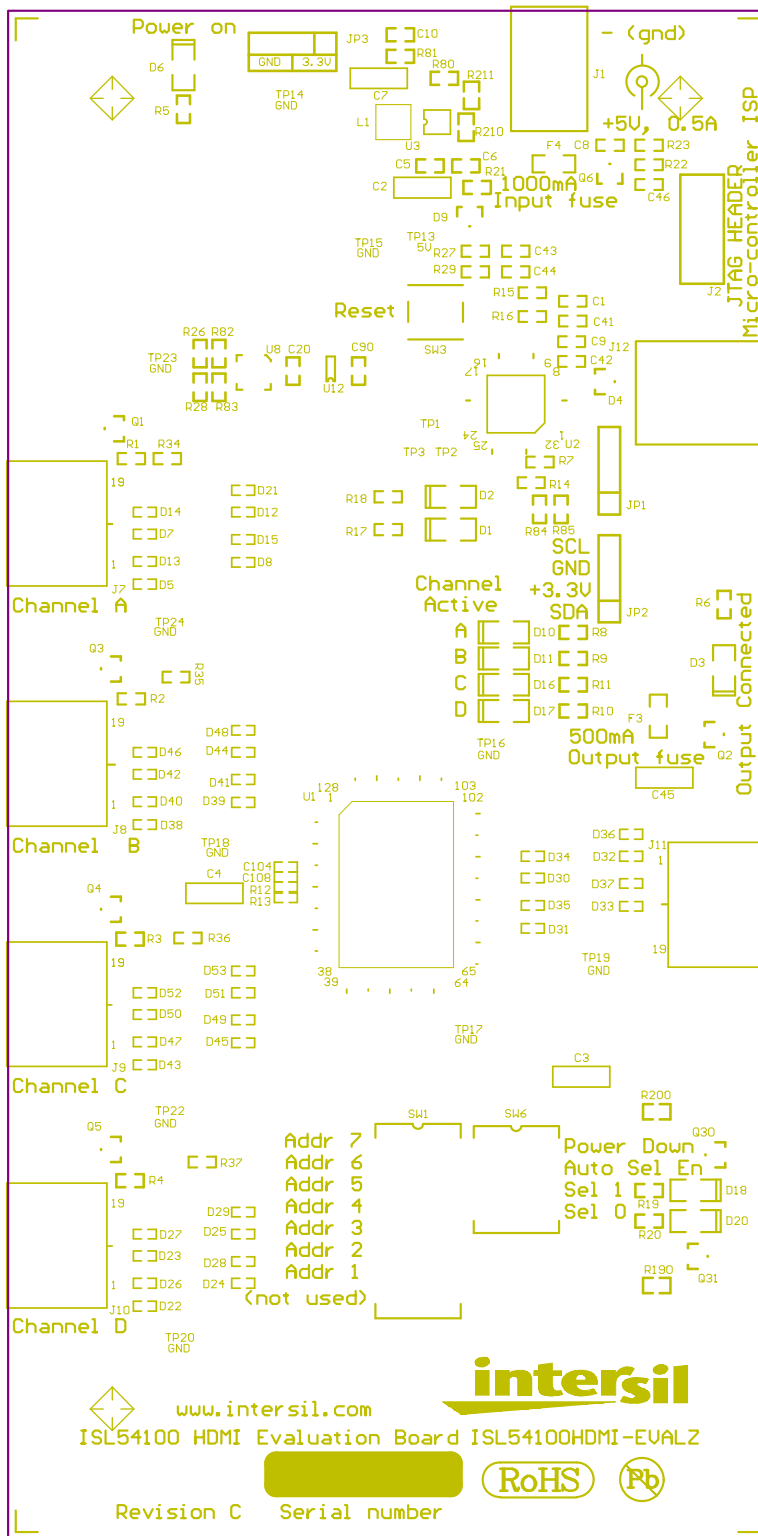 Power on
D6
R5
JP3
GND 3.3V
TP14
GND
C10
R81
C7
R80
R211
L1
U3
R210
J1
- (gnd)
+5V, 0.5A
C5
C6
R21
C2
F4
1000mA
Input fuse
C8
Q6
R23
R22
C46
JTAG HEADER
Micro-controller ISP
J2
D9
TP13
5V
TP15
GND
R27
R29
C43
C44
Reset
SW3
R15
R16
C1
C41
C9
C42
J12
D4
R26
R82
TP23
GND
R28
R83
U8
C20
U12
C90
16
9
17
8
24
25
32
1
U2
TP1
TP3
TP2
Q1
R1
R34
19
1
J7
D14
D7
D13
D5
D21
D12
D15
D8
Channel A
R18
R17
D2
D1
R7
R14
R84
R85
JP1
SCL
GND
+3.3V
SDA
JP2
Channel
Active
A
B
C
D
D10
D11
D16
D17
R8
R9
R11
R10
R6
D3
Output Connected
500mA
Output fuse
F3
Q2
C45
TP24
GND
Q3
R2
R35
19
1
J8
D46
D42
D40
D38
D48
D44
D41
D39
Channel B
TP16
GND
U1
128
1
103
102
38
39
65
64
TP18
GND
C4
C104
C108
R12
R13
D34
D30
D35
D31
D36
D32
D37
D33
J11
1
19
TP19
GND
Q4
R3
R36
19
1
J9
D52
D50
D47
D43
D53
D51
D49
D45
Channel C
TP17
GND
C3
TP22
GND
Q5
R4
R37
19
1
J10
D27
D23
D26
D22
D29
D25
D28
D24
Channel D
TP20
GND
SW1
Addr 7
Addr 6
Addr 5
Addr 4
Addr 3
Addr 2
Addr 1
(not used)
SW6
Power Down
Auto Sel En
Sel 1
Sel 0
R200
Q30
R19
D18
R20
D20
R190
Q31
intersil
www.intersil.com
ISL54100 HDMI Evaluation Board ISL54100HDMI-EVALZ
RoHS
Pb
Revision C Serial number